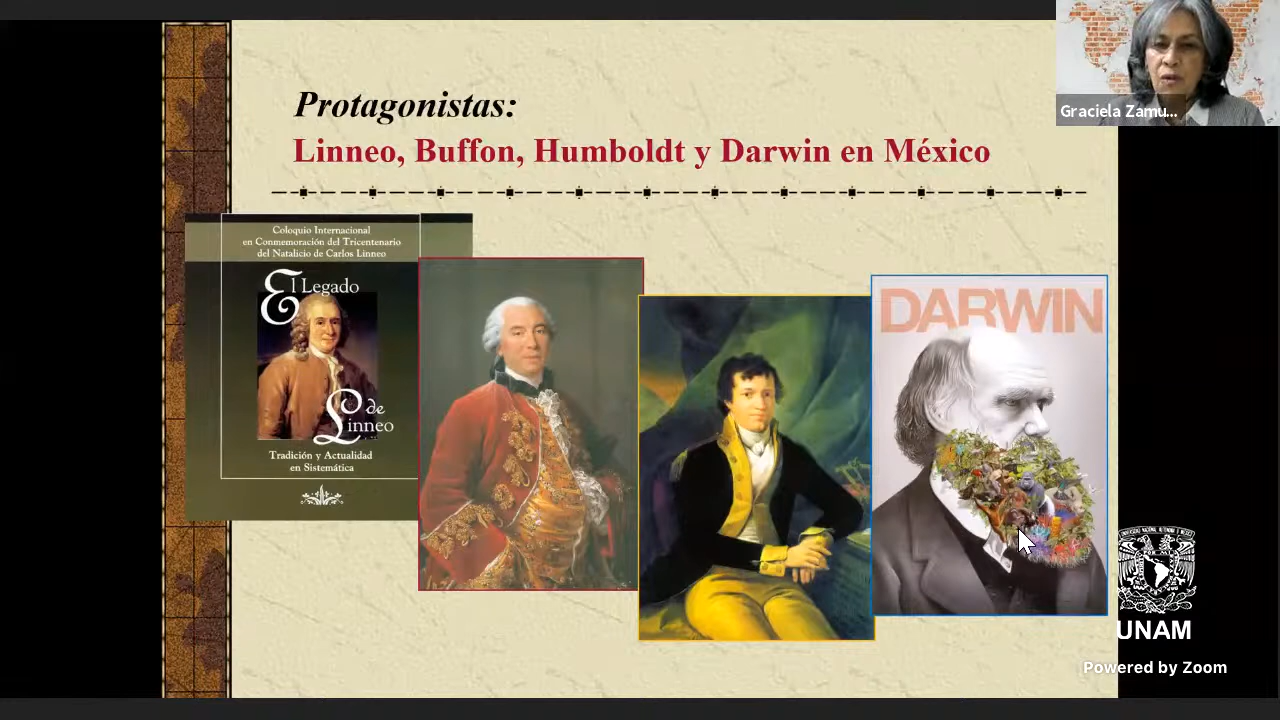 Protagonistas:
Linneo, Buffon, Humboldt y Darwin en México
Graciela Zamu...
Coloquio Internacional
en Conmemoración del Tricentenario
del Natalicio de Carlos Linneo
El Legado
de
Linneo
Tradición y Actualidad
en Sistemática
DARWIN
UNAM
Powered by Zoom